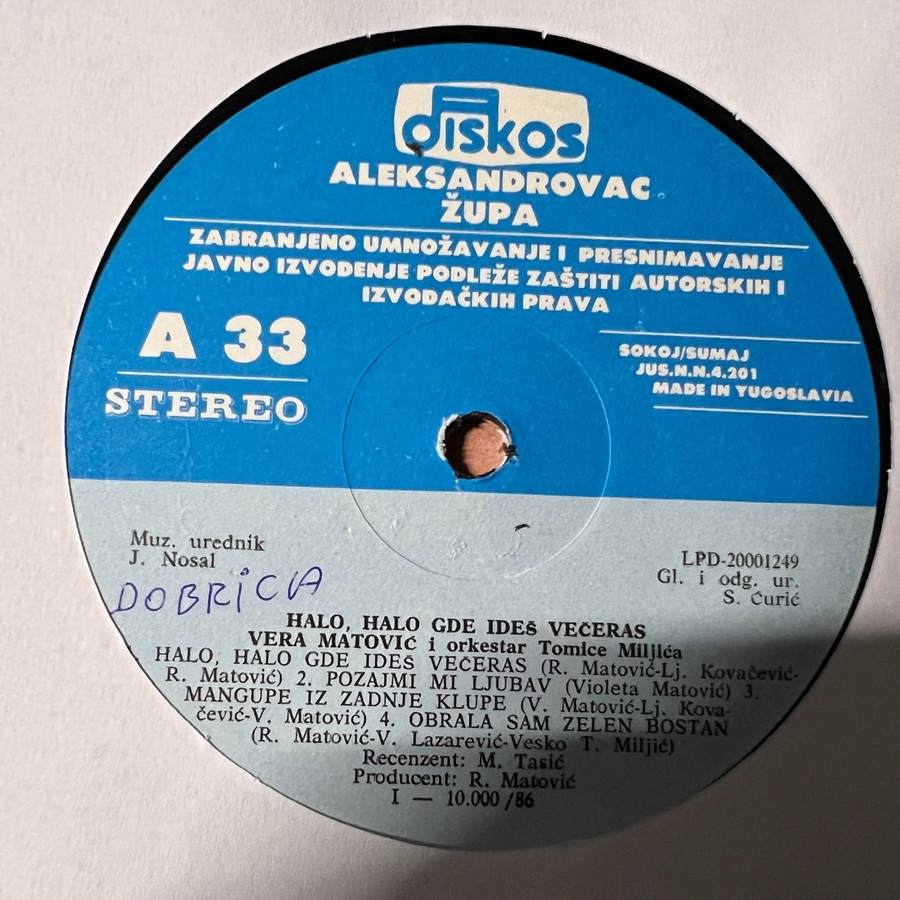 diskos
ALEKSANDROVAC
ŽUPA
ZABRANJENO UMNOŽAVANJE I PRESNIMAVANJE
JAVNO IZVODENJE PODLEŽE ZAŠTITI AUTORSKIH I
IZVODAČKIH PRAVA
A 33
STEREO
SOKOJ/SUMAJ
JUS.N.N.4.201
MADE IN YUGOSLAVIA
Muz. urednik
J. Nosal
DOBRICA
LPD-20001249
Gl. i odg. ur.
S. Ćurić
HALO, HALO GDE IDEŠ VEČERAS
VERA MATOVIĆ i orkestar Tomice Miljića
HALO, HALO GDE IDEŠ VEČERAS (R. Matović-Lj. Kovačević-
R. Matović) 2. POZAJMI MI LJUBAV (Violeta Matović) 3.
MANGUPE IZ ZADNJE KLUPE (V. Matović-Lj. Kova-
čević-V. Matović) 4. OBRALA SAM ZELEN BOSTAN
(R. Matović-V. Lazarević-Vesko T. Miljić)
Recenzent: M. Tasić
Producent: R. Matović
I — 10.000/86